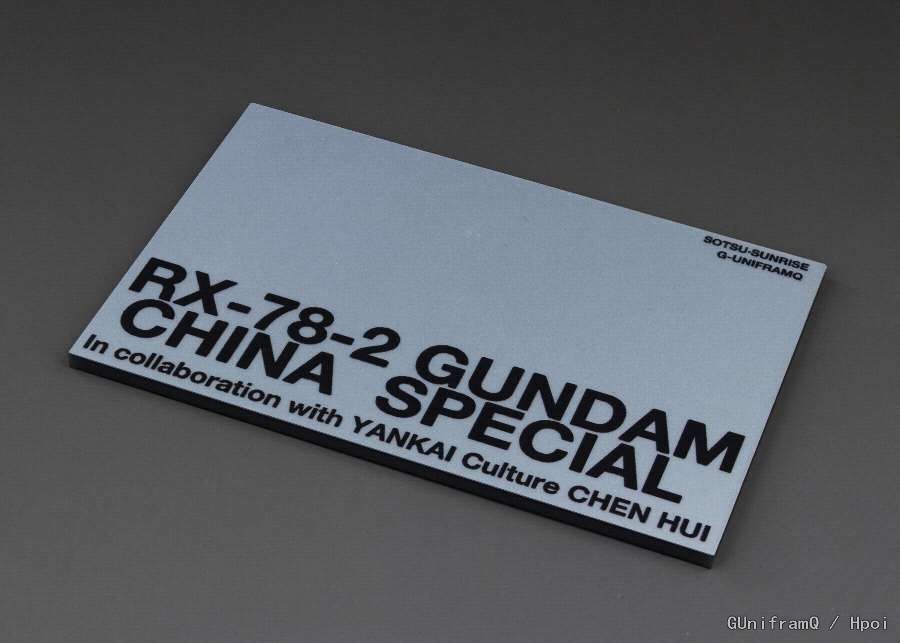 SOTSU·SUNRISE
G-UNIFRAMQ
RX-78-2 GUNDAM
CHINA SPECIAL
In collaboration with YANKAI Culture CHEN HUI
GUniframQ / Hpoi